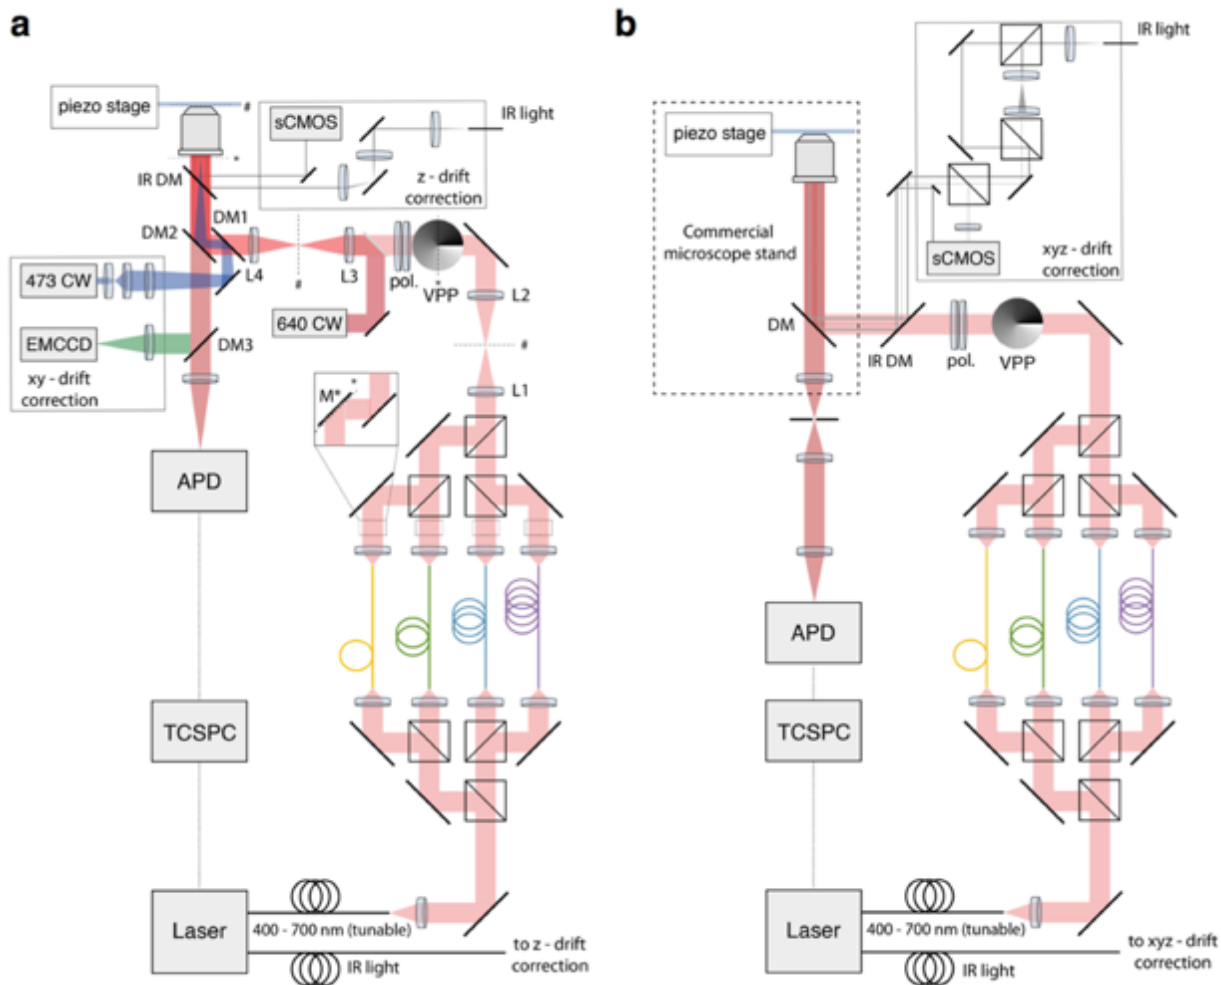 a
piezo stage
#
sCMOS
IR light
*
IR DM
z - drift
correction
DM1
DM2
473 CW
L4
#
L3
pol.
*
VPP
L2
640 CW
EMCCD
DM3
#
xy - drift
correction
M*
*
L1
APD
TCSPC
Laser
400 - 700 nm (tunable)
IR light
to z - drift
correction
b
IR light
piezo stage
Commercial
microscope stand
sCMOS
xyz - drift
correction
DM
IR DM
pol.
VPP
APD
TCSPC
Laser
400 - 700 nm (tunable)
IR light
to xyz - drift
correction